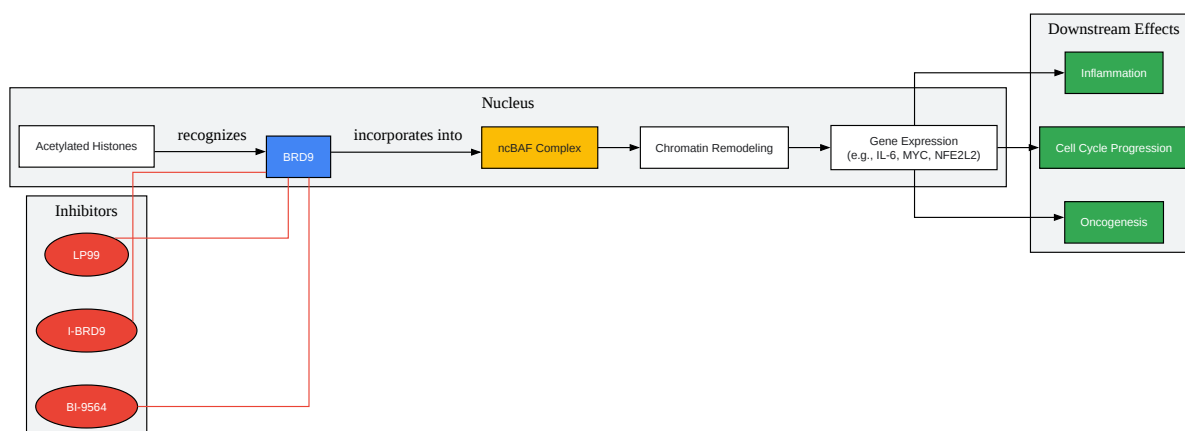 Downstream Effects
Inflammation
Nucleus
Acetylated Histones
recognizes
BRD9
incorporates into
ncBAF Complex
Chromatin Remodeling
Gene Expression
(e.g., IL-6, MYC, NFE2L2)
Cell Cycle Progression
Oncogenesis
Inhibitors
LP99
I-BRD9
BI-9564